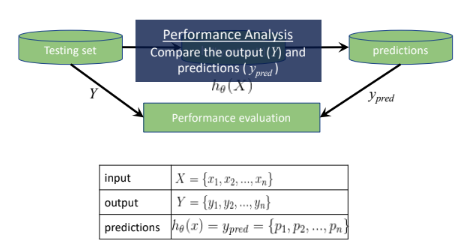 Performance Analysis
Testing set
Compare the output (Y) and
predictions (y_pred)
predictions
h_θ(X)
Y
y_pred
Performance evaluation
input X = {x_1, x_2, ..., x_n}
output Y = {y_1, y_2, ..., y_n}
predictions h_θ(x) = y_pred = {p_1, p_2, ..., p_n}